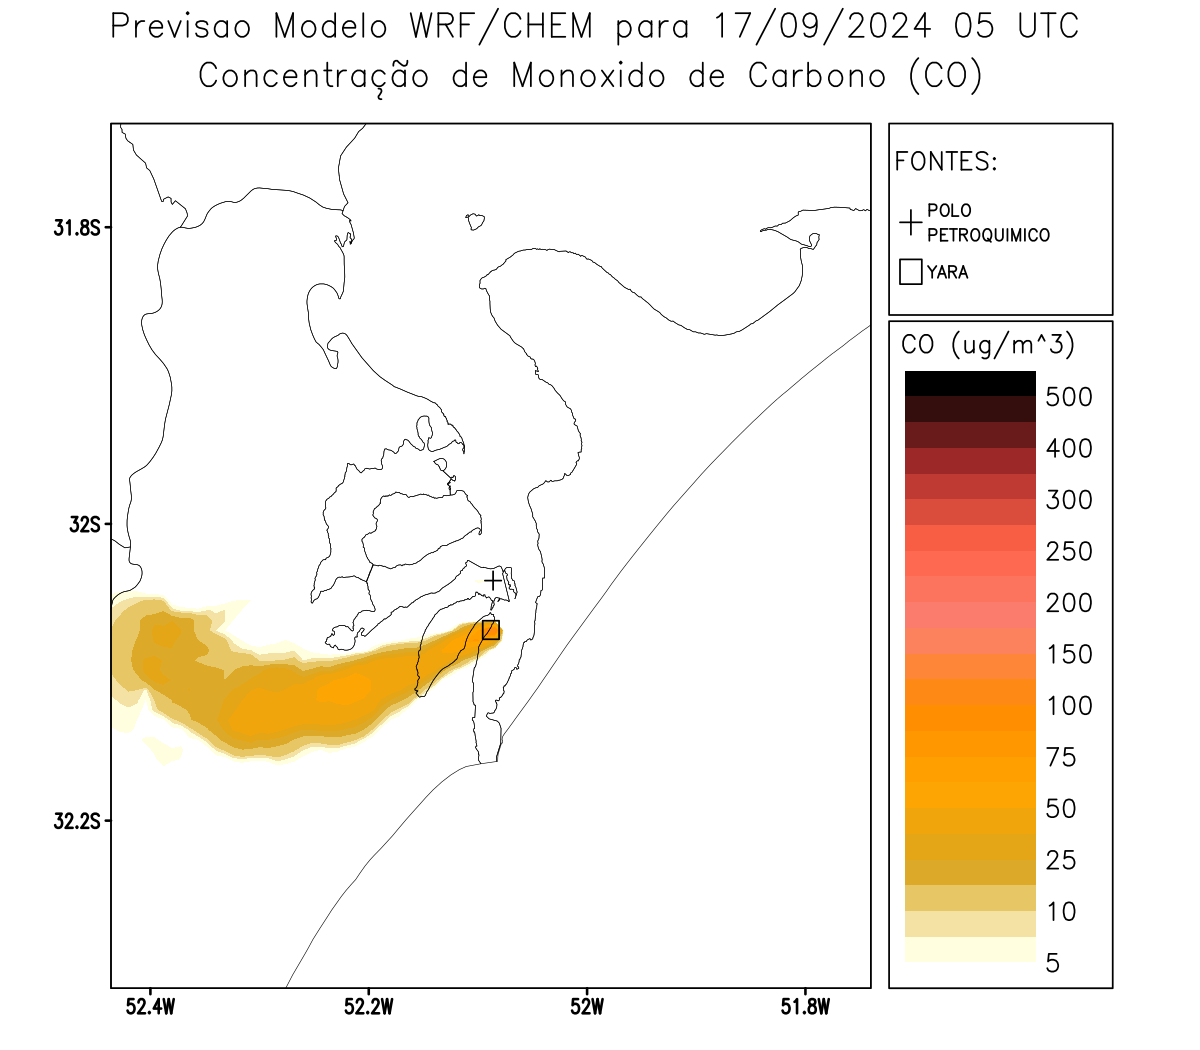 Previsao Modelo WRF/CHEM para 17/09/2024 05 UTC
Concentração de Monoxido de Carbono (CO)
FONTES:
POLO
PETROQUIMICO
YARA
CO (ug/m^3)
500
400
300
250
200
150
100
75
50
25
10
5
31.8S
32S
32.2S
52.4W
52.2W
52W
51.8W